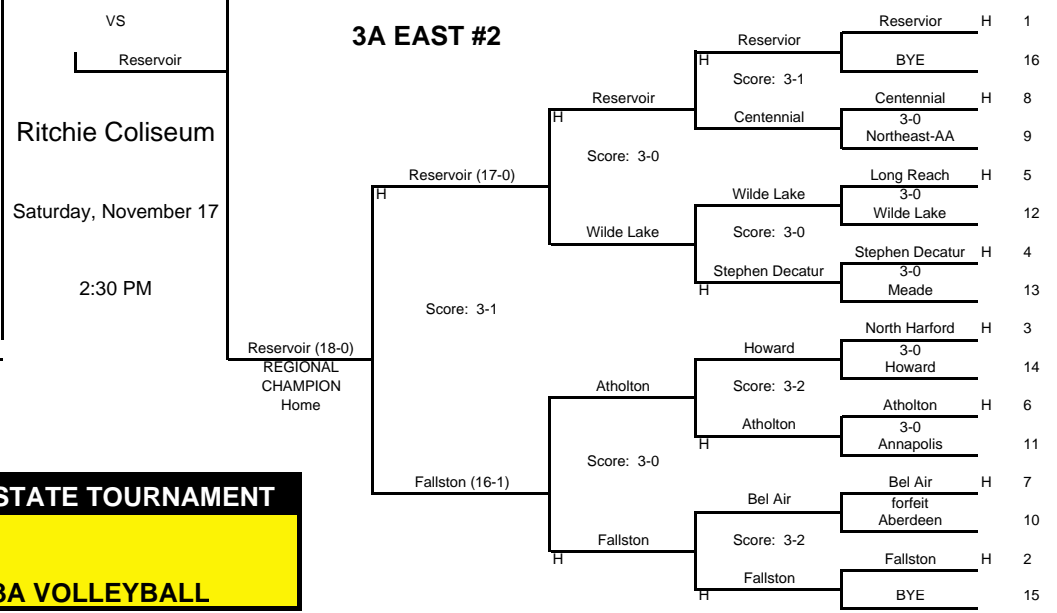 VS
Reservoir
Ritchie Coliseum
Saturday, November 17
2:30 PM
3A EAST #2
Reservior H 1
BYE 16
Reservior
H
Score: 3-1
Centennial H 8
3-0
Northeast-AA 9
Centennial
Reservoir
H
Score: 3-0
Long Reach H 5
3-0
Wilde Lake 12
Wilde Lake
Score: 3-0
Wilde Lake
Stephen Decatur H 4
3-0
Meade 13
Stephen Decatur
H
Reservoir (17-0)
H
Score: 3-1
Reservoir (18-0)
REGIONAL
CHAMPION
Home
North Harford H 3
3-0
Howard 14
Howard
Score: 3-2
Atholton
Atholton H 6
3-0
Annapolis 11
Atholton
H
Score: 3-0
Fallston (16-1)
Bel Air H 7
forfeit
Aberdeen 10
Bel Air
Score: 3-2
Fallston
H
Fallston H 2
BYE 15
Fallston
H
STATE TOURNAMENT
3A VOLLEYBALL